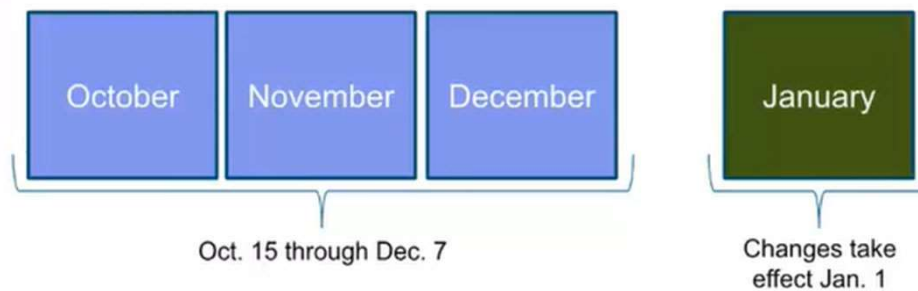 October
November
December
January
Oct. 15 through Dec. 7
Changes take
effect Jan. 1